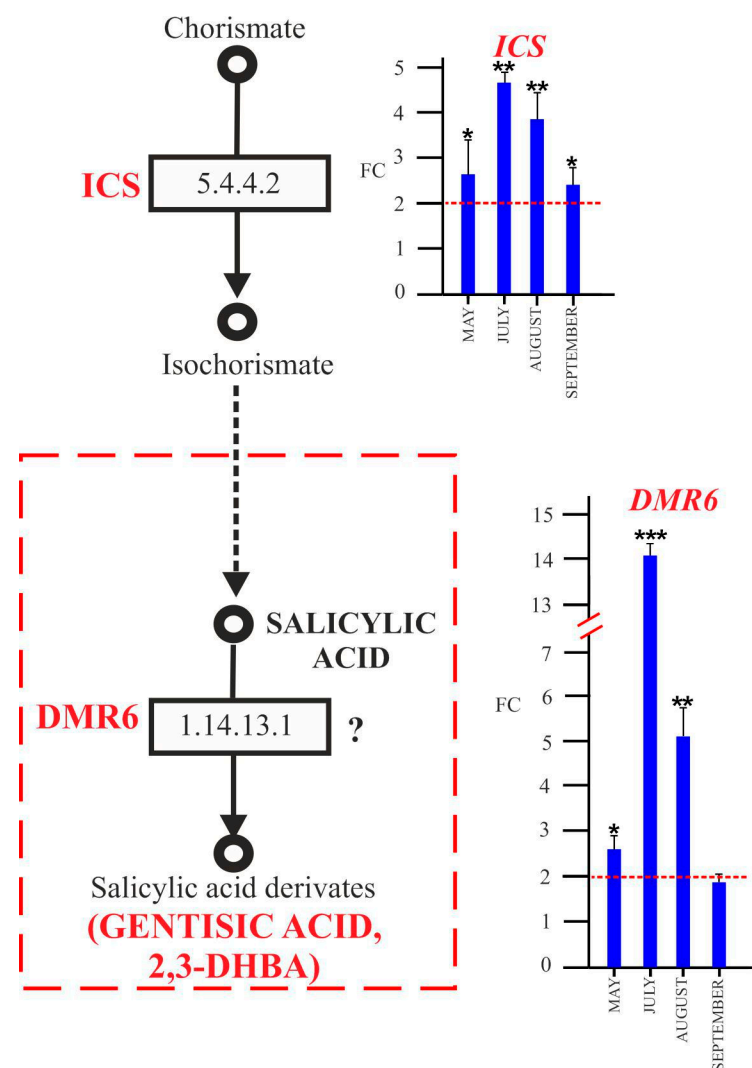 Chorismate
ICS
5.4.4.2
Isochorismate
ICS
FC
5
4
3
2
1
0
*
**
**
*
MAY
JULY
AUGUST
SEPTEMBER
SALICYLIC
ACID
DMR6
1.14.13.1
?
Salicylic acid derivates
(GENTISIC ACID,
2,3-DHBA)
DMR6
FC
15
14
13
7
6
5
4
3
2
1
0
*
***
**
MAY
JULY
AUGUST
SEPTEMBER